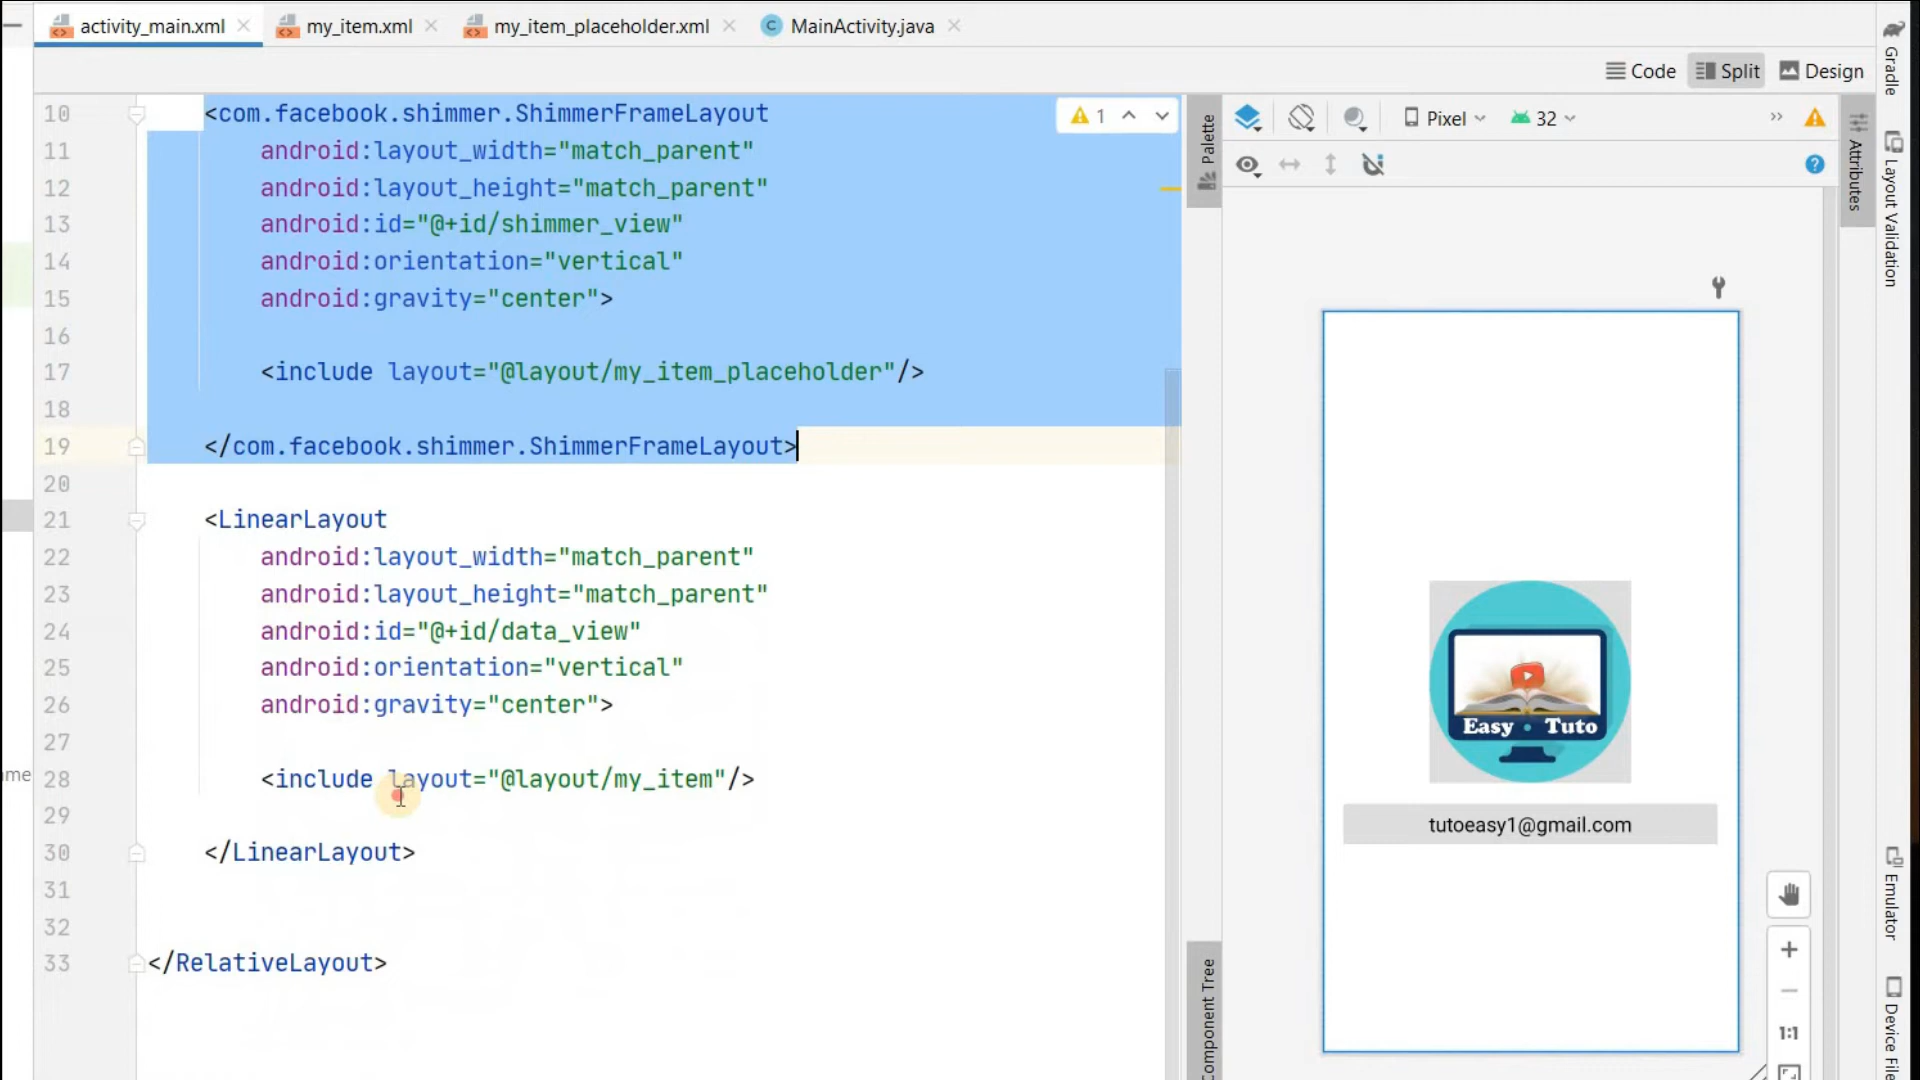 activity_main.xml
my_item.xml
my_item_placeholder.xml
C
MainActivity.java
Code
Split
Design
10 <com.facebook.shimmer.ShimmerFrameLayout
11 android:layout_width="match_parent"
12 android:layout_height="match_parent"
13 android:id="@+id/shimmer_view"
14 android:orientation="vertical"
15 android:gravity="center">
16
17 <include layout="@layout/my_item_placeholder"/>
18
19 </com.facebook.shimmer.ShimmerFrameLayout>
20
21 <LinearLayout
22 android:layout_width="match_parent"
23 android:layout_height="match_parent"
24 android:id="@+id/data_view"
25 android:orientation="vertical"
26 android:gravity="center">
27
28 <include layout="@layout/my_item"/>
29
30 </LinearLayout>
31
32
33 </RelativeLayout>
1
ame
Palette
Component Tree
Pixel
32
Easy Tuto
tutoeasy1@gmail.com
1:1
Attributes
Gradle
Layout Validation
Emulator
Device File